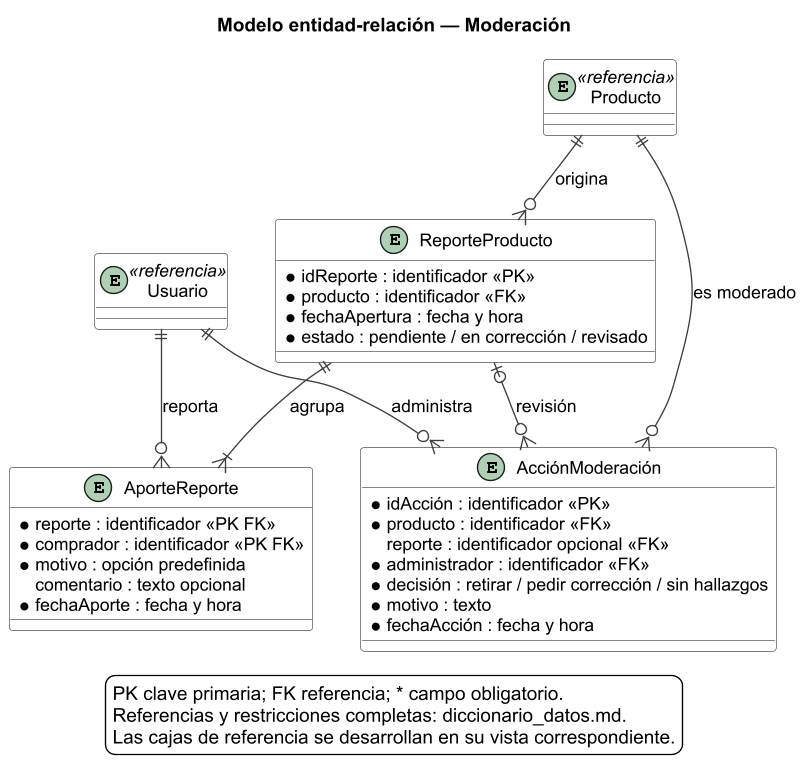 Modelo entidad-relación — Moderación
E «referencia»
Producto
origina
E ReporteProducto
idReporte : identificador «PK»
producto : identificador «FK»
fechaApertura : fecha y hora
estado : pendiente / en corrección / revisado
E «referencia»
Usuario
es moderado
reporta
agrupa
administra
revisión
E AporteReporte
reporte : identificador «PK FK»
comprador : identificador «PK FK»
motivo : opción predefinida
comentario : texto opcional
fechaAporte : fecha y hora
E AcciónModeración
idAcción : identificador «PK»
producto : identificador «FK»
reporte : identificador opcional «FK»
administrador : identificador «FK»
decisión : retirar / pedir corrección / sin hallazgos
motivo : texto
fechaAcción : fecha y hora
PK clave primaria; FK referencia; * campo obligatorio.
Referencias y restricciones completas: diccionario_datos.md.
Las cajas de referencia se desarrollan en su vista correspondiente.